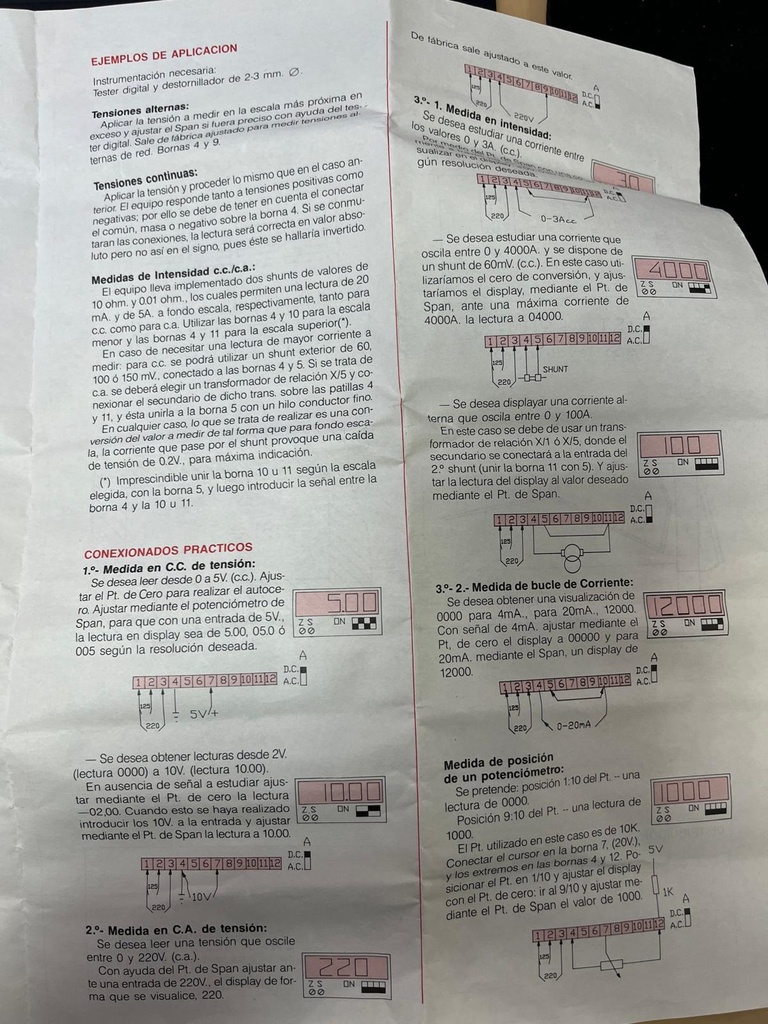 EJEMPLOS DE APLICACION
Instrumentación necesaria:
Tester digital y destornillador de 2-3 mm. ∅.
Tensiones alternas:
Aplicar la tensión a medir en la escala más próxima en
exceso y ajustar el Span si fuera preciso con ayuda del tes-
ter digital. Sale de fábrica ajustado para medir tensiones al-
ternas de red. Bornas 4 y 9.
Tensiones continuas:
Aplicar la tensión y proceder lo mismo que en el caso an-
terior. El equipo responde tanto a tensiones positivas como
negativas; por ello se debe de tener en cuenta el conectar
el común, masa o negativo sobre la borna 4. Si se conmu-
taran las conexiones, la lectura será correcta en valor abso-
luto pero no así en el signo, pues éste se hallaría invertido.
Medidas de Intensidad c.c./c.a.:
El equipo lleva implementado dos shunts de valores de
10 ohm. y 0.01 ohm., los cuales permiten una lectura de 20
mA. y de 5A. a fondo escala, respectivamente, tanto para
c.c. como para c.a. Utilizar las bornas 4 y 10 para la escala
menor y las bornas 4 y 11 para la escala superior(*).
En caso de necesitar una lectura de mayor corriente a
medir: para c.c. se podrá utilizar un shunt exterior de 60,
100 ó 150 mV., conectado a las bornas 4 y 5. Si se trata de
c.a. se deberá elegir un transformador de relación X/5 y co-
nexionar el secundario de dicho trans. sobre las patillas 4
y 11, y ésta unirla a la borna 5 con un hilo conductor fino.
En cualquier caso, lo que se trata de realizar es una con-
versión del valor a medir de tal forma que para fondo esca-
la, la corriente que pase por el shunt provoque una caída
de tensión de 0.2V., para máxima indicación.
(*) Imprescindible unir la borna 10 u 11 según la escala
elegida, con la borna 5, y luego introducir la señal entre la
borna 4 y la 10 u 11.
CONEXIONADOS PRACTICOS
1.º- Medida en C.C. de tensión:
Se desea leer desde 0 a 5V. (c.c.). Ajus-
tar el Pt. de Cero para realizar el autoce-
ro. Ajustar mediante el potenciómetro de
Span, para que con una entrada de 5V.,
la lectura en display sea de 5.00, 05.0 ó
005 según la resolución deseada.
5.00
Z S ON
A
D.C.
1 2 3 4 5 6 7 8 9 10 11 12 A.C.
125
220
5V +
— Se desea obtener lecturas desde 2V.
(lectura 0000) a 10V. (lectura 10.00).
En ausencia de señal a estudiar ajus-
tar mediante el Pt. de cero la lectura
—02,00. Cuando esto se haya realizado
introducir los 10V. a la entrada y ajustar
mediante el Pt. de Span la lectura a 10.00.
10.00
Z S ON
A
D.C.
1 2 3 4 5 6 7 8 9 10 11 12 A.C.
125
220
10V
2.º- Medida en C.A. de tensión:
Se desea leer una tensión que oscile
entre 0 y 220V. (c.a.).
Con ayuda del Pt. de Span ajustar an-
te una entrada de 220V., el display de for-
ma que se visualice, 220.
220
Z S ON
De fábrica sale ajustado a este valor.
A
D.C.
1 2 3 4 5 6 7 8 9 10 11 12 A.C.
125
220
220V
3.º- 1. Medida en intensidad:
Se desea estudiar una corriente entre
los valores 0 y 3A. (c.c.).
Por medio del Pt. de Span
gún resolución deseada.
1 2 3 4 5 6 7 8 9 10 11 12 D.C.
A.C.
125
220
0-3Acc
— Se desea estudiar una corriente que
oscila entre 0 y 4000A. y se dispone de
un shunt de 60mV. (c.c.). En este caso uti-
lizaríamos el cero de conversión, y ajus-
taríamos el display, mediante el Pt. de
Span, ante una máxima corriente de
4000A. la lectura a 04000.
4000
Z S ON
A
D.C.
1 2 3 4 5 6 7 8 9 10 11 12 A.C.
125
220
SHUNT
— Se desea displayar una corriente al-
terna que oscila entre 0 y 100A.
En este caso se debe de usar un trans-
formador de relación X/1 ó X/5, donde el
secundario se conectará a la entrada del
2.º shunt (unir la borna 11 con 5). Y ajus-
tar la lectura del display al valor deseado
mediante el Pt. de Span.
100
Z S ON
A
D.C.
1 2 3 4 5 6 7 8 9 10 11 12 A.C.
125
220
3.º- 2.- Medida de bucle de Corriente:
Se desea obtener una visualización de
0000 para 4mA., para 20mA., 12000.
Con señal de 4mA. ajustar mediante el
Pt, de cero el display a 00000 y para
20mA. mediante el Span, un display de
12000.
12000
Z S ON
A
D.C.
1 2 3 4 5 6 7 8 9 10 11 12 A.C.
125
220
0-20mA
Medida de posición
de un potenciómetro:
Se pretende: posición 1:10 del Pt. -- una
lectura de 0000.
Posición 9:10 del Pt. -- una lectura de
1000.
El Pt. utilizado en este caso es de 10K.
Conectar el cursor en la borna 7, (20V.),
y los extremos en las bornas 4 y 12. Po-
sicionar el Pt. en 1/10 y ajustar el display
con el Pt. de cero: ir al 9/10 y ajustar me-
diante el Pt. de Span el valor de 1000.
1000
Z S ON
5V
1K
A
D.C.
1 2 3 4 5 6 7 8 9 10 11 12 A.C.
125
220